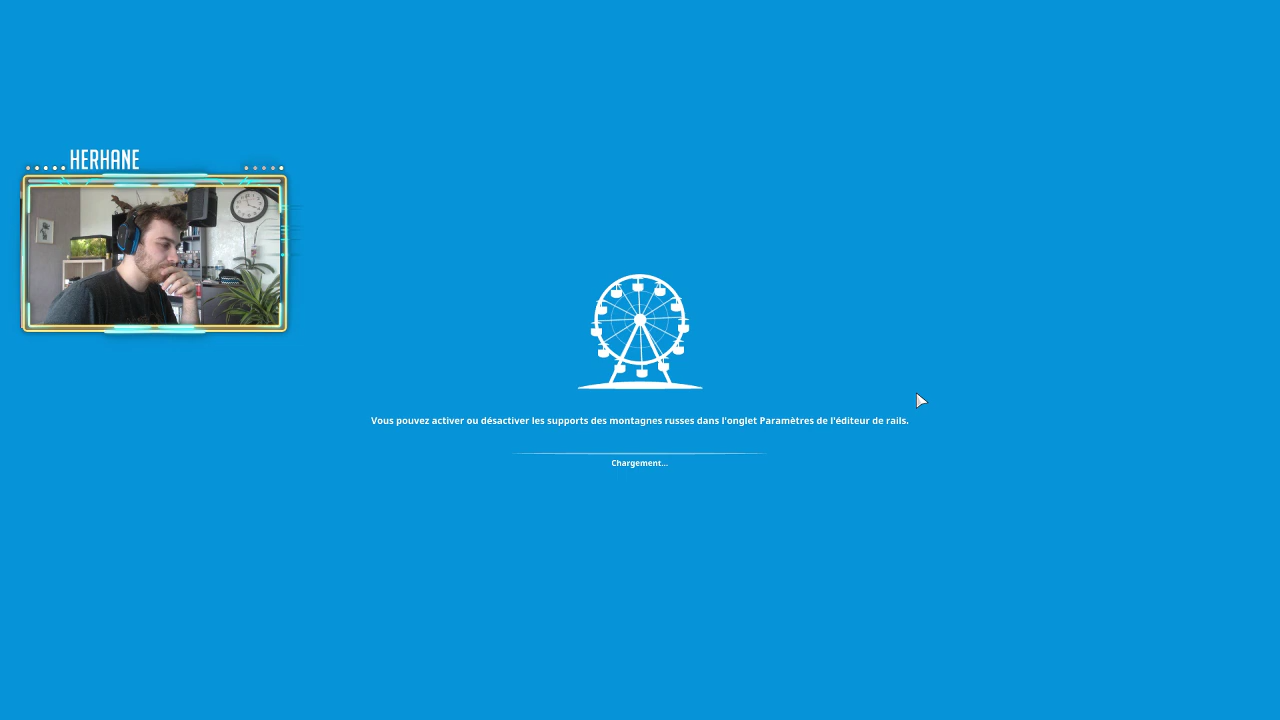 HERHANE
Vous pouvez activer ou désactiver les supports des montagnes russes dans l'onglet Paramètres de l'éditeur de rails.
Chargement...